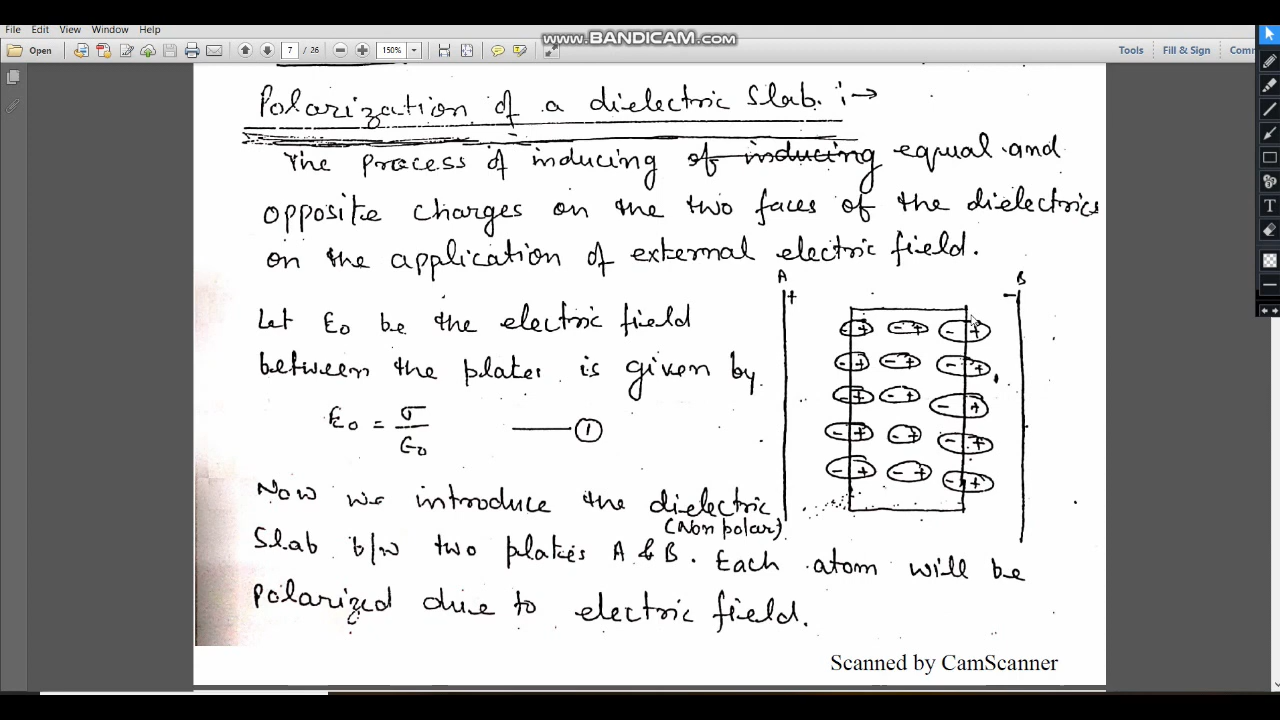 www.BANDICAM.com
File Edit View Window Help
Open 7 / 26 150% Tools Fill & Sign Comm
Polarization of a dielectric Slab. :→
The process of inducing of inducing equal and
opposite charges on the two faces of the dielectrics
on the application of external electric field.
A B
+ −
Let E0 be the electric field
between the plates is given by
E0 = σ/ϵ0 —— ①
- + - + - +
- + - + - +
- + - + - +
- + - + - +
- + - + - +
Now we introduce the dielectric
(Non polar)
Slab b/w two plates A & B. Each atom will be
polarized due to electric field.
Scanned by CamScanner